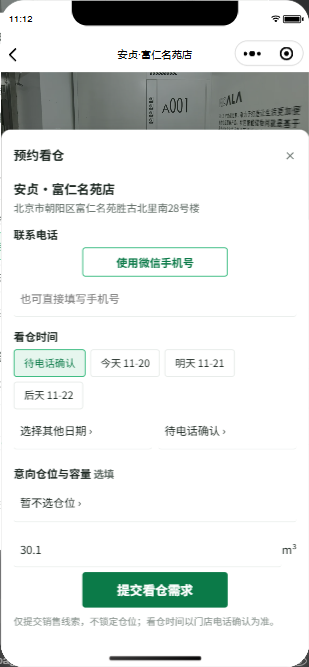 11:12
安贞·富仁名苑店
A001
预约看仓
安贞·富仁名苑店
北京市朝阳区富仁名苑胜古北里南28号楼
联系电话
使用微信手机号
也可直接填写手机号
看仓时间
待电话确认
今天 11-20
明天 11-21
后天 11-22
选择其他日期 ›
待电话确认 ›
意向仓位与容量 选填
暂不选仓位 ›
30.1 m³
提交看仓需求
仅提交销售线索，不锁定仓位；看仓时间以门店电话确认为准。